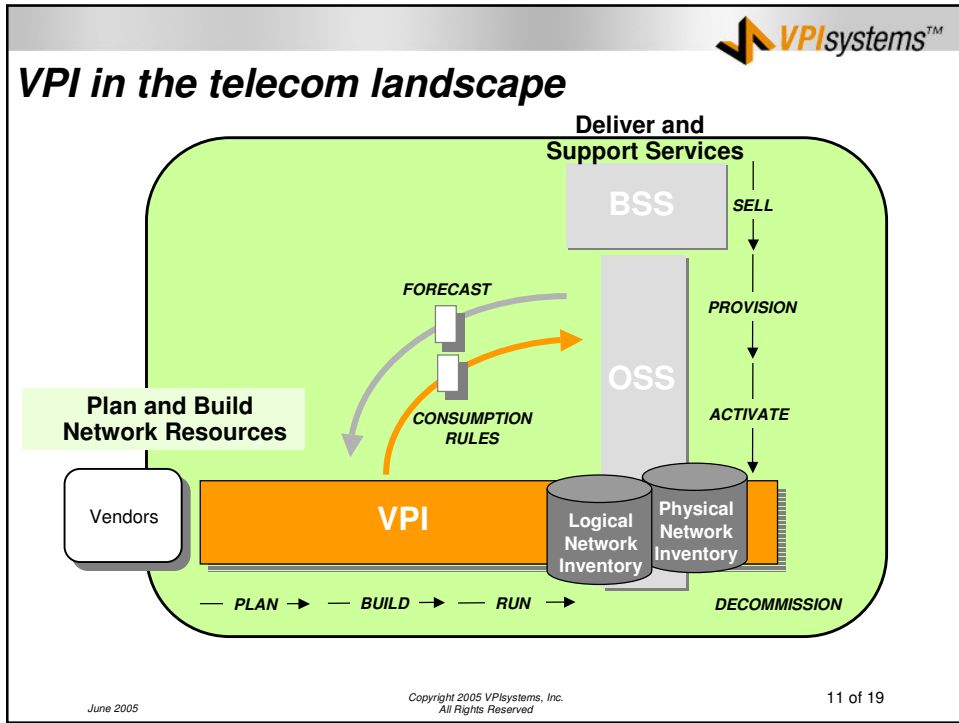 VPIsystems™
VPI in the telecom landscape
Deliver and
Support Services
BSS
SELL
FORECAST
PROVISION
OSS
Plan and Build
Network Resources
CONSUMPTION
RULES
ACTIVATE
Vendors
VPI
Logical
Network
Inventory
Physical
Network
Inventory
PLAN
BUILD
RUN
DECOMMISSION
June 2005
Copyright 2005 VPIsystems, Inc.
All Rights Reserved
11 of 19